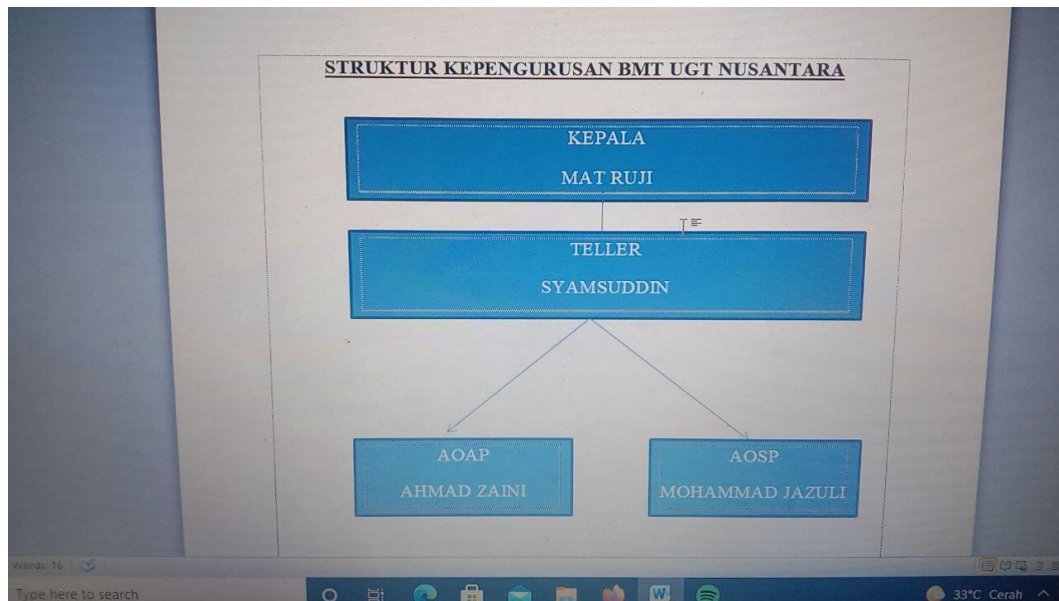 STRUKTUR KEPENGURUSAN BMT UGT NUSANTARA
KEPALA
MAT RUJI
TELLER
SYAMSUDDIN
AOAP
AHMAD ZAINI
AOSP
MOHAMMAD JAZULI
Words: 16
Type here to search
33°C Cerah